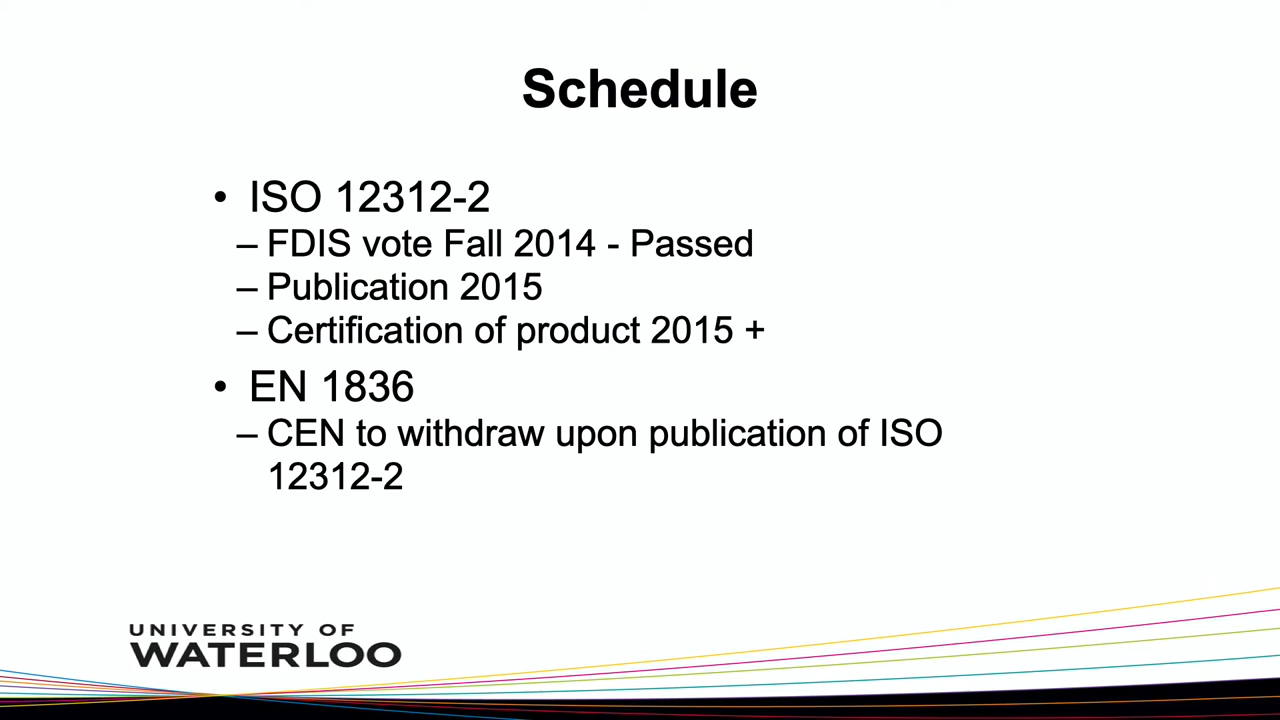 Schedule
• ISO 12312-2
– FDIS vote Fall 2014 - Passed
– Publication 2015
– Certification of product 2015 +
• EN 1836
– CEN to withdraw upon publication of ISO
12312-2
UNIVERSITY OF
WATERLOO